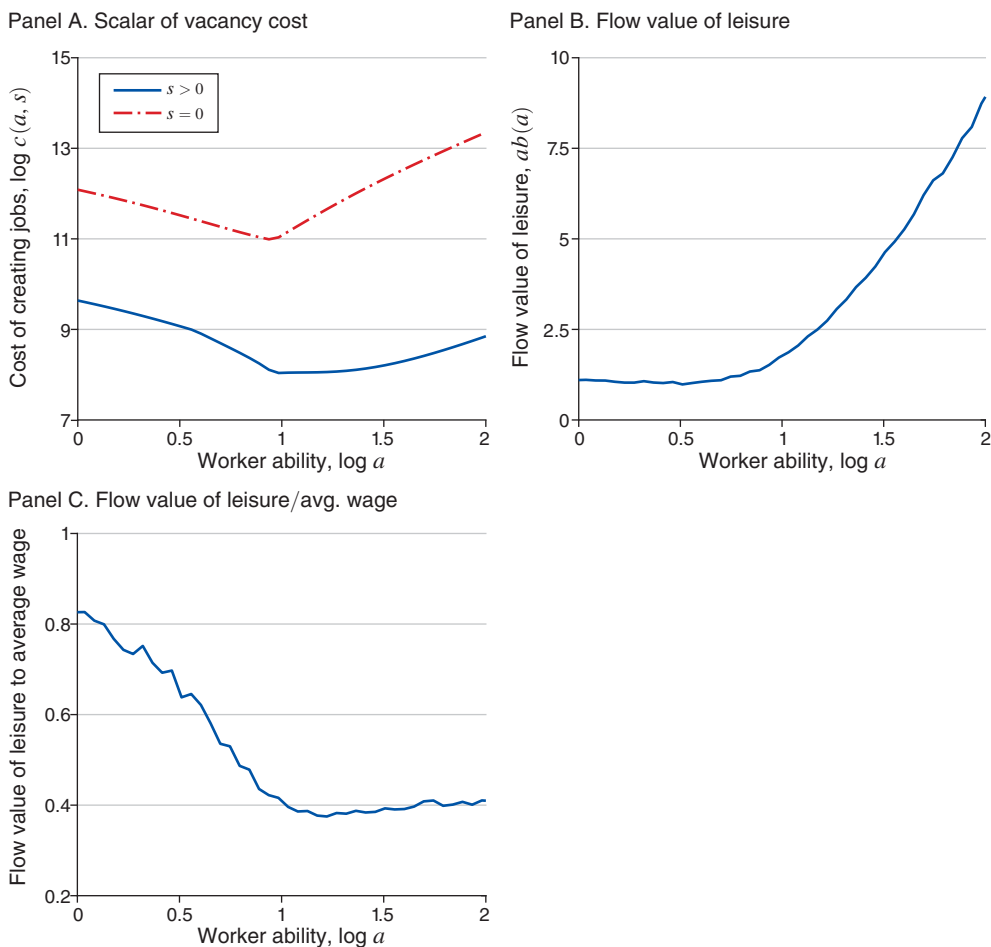 Panel A. Scalar of vacancy cost
Cost of creating jobs, log c(a, s)
15
13
11
9
7
s > 0
s = 0
0
0.5
1
1.5
2
Worker ability, log a
Panel B. Flow value of leisure
Flow value of leisure, ab(a)
10
7.5
5
2.5
0
0
0.5
1
1.5
2
Worker ability, log a
Panel C. Flow value of leisure/avg. wage
Flow value of leisure to average wage
1
0.8
0.6
0.4
0.2
0
0.5
1
1.5
2
Worker ability, log a